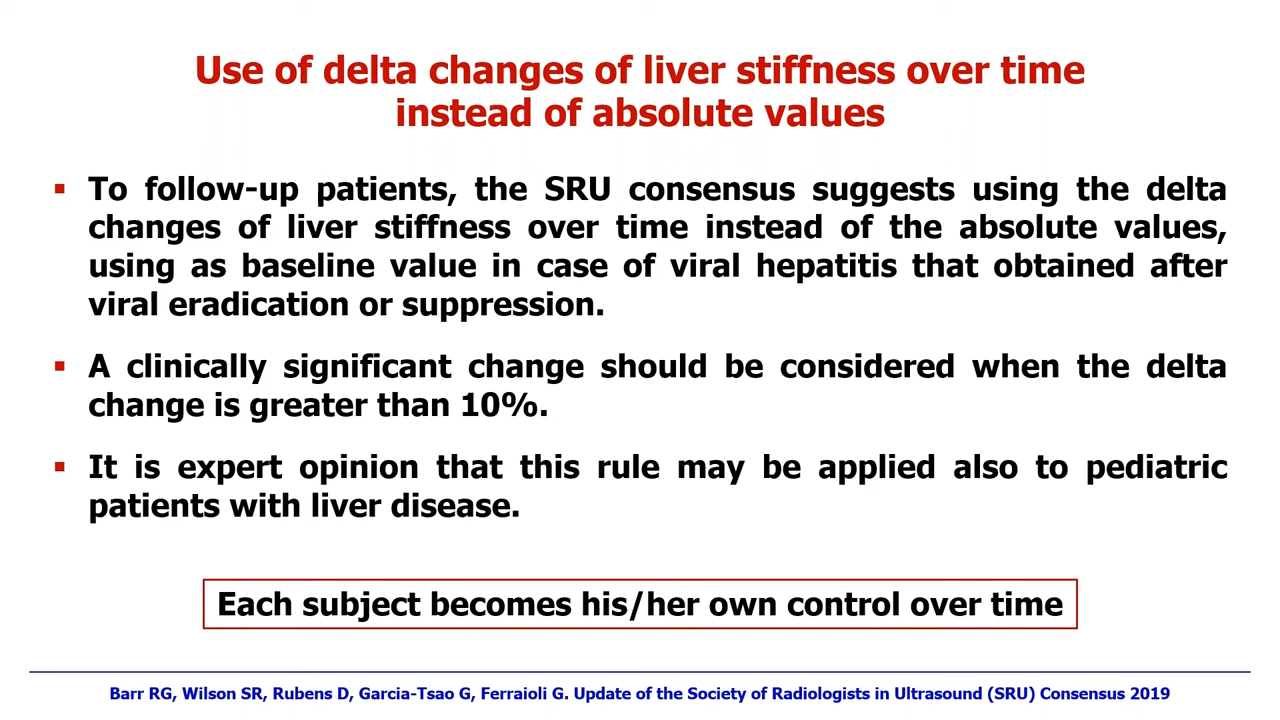 Use of delta changes of liver stiffness over time
instead of absolute values
▪ To follow-up patients, the SRU consensus suggests using the delta
changes of liver stiffness over time instead of the absolute values,
using as baseline value in case of viral hepatitis that obtained after
viral eradication or suppression.
▪ A clinically significant change should be considered when the delta
change is greater than 10%.
▪ It is expert opinion that this rule may be applied also to pediatric
patients with liver disease.
Each subject becomes his/her own control over time
Barr RG, Wilson SR, Rubens D, Garcia-Tsao G, Ferraioli G. Update of the Society of Radiologists in Ultrasound (SRU) Consensus 2019